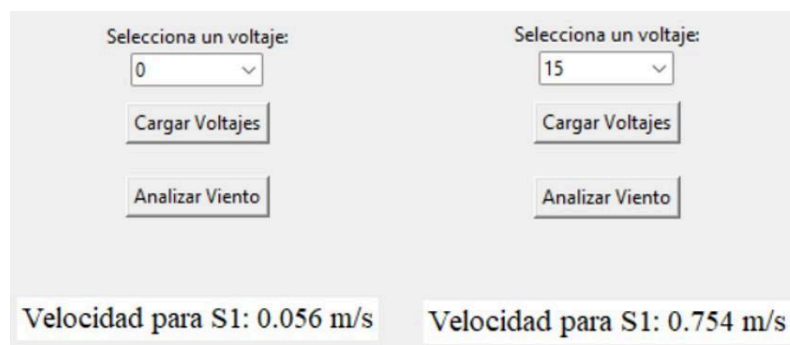 Selecciona un voltaje:
0
Cargar Voltajes
Analizar Viento
Velocidad para S1: 0.056 m/s
Selecciona un voltaje:
15
Cargar Voltajes
Analizar Viento
Velocidad para S1: 0.754 m/s